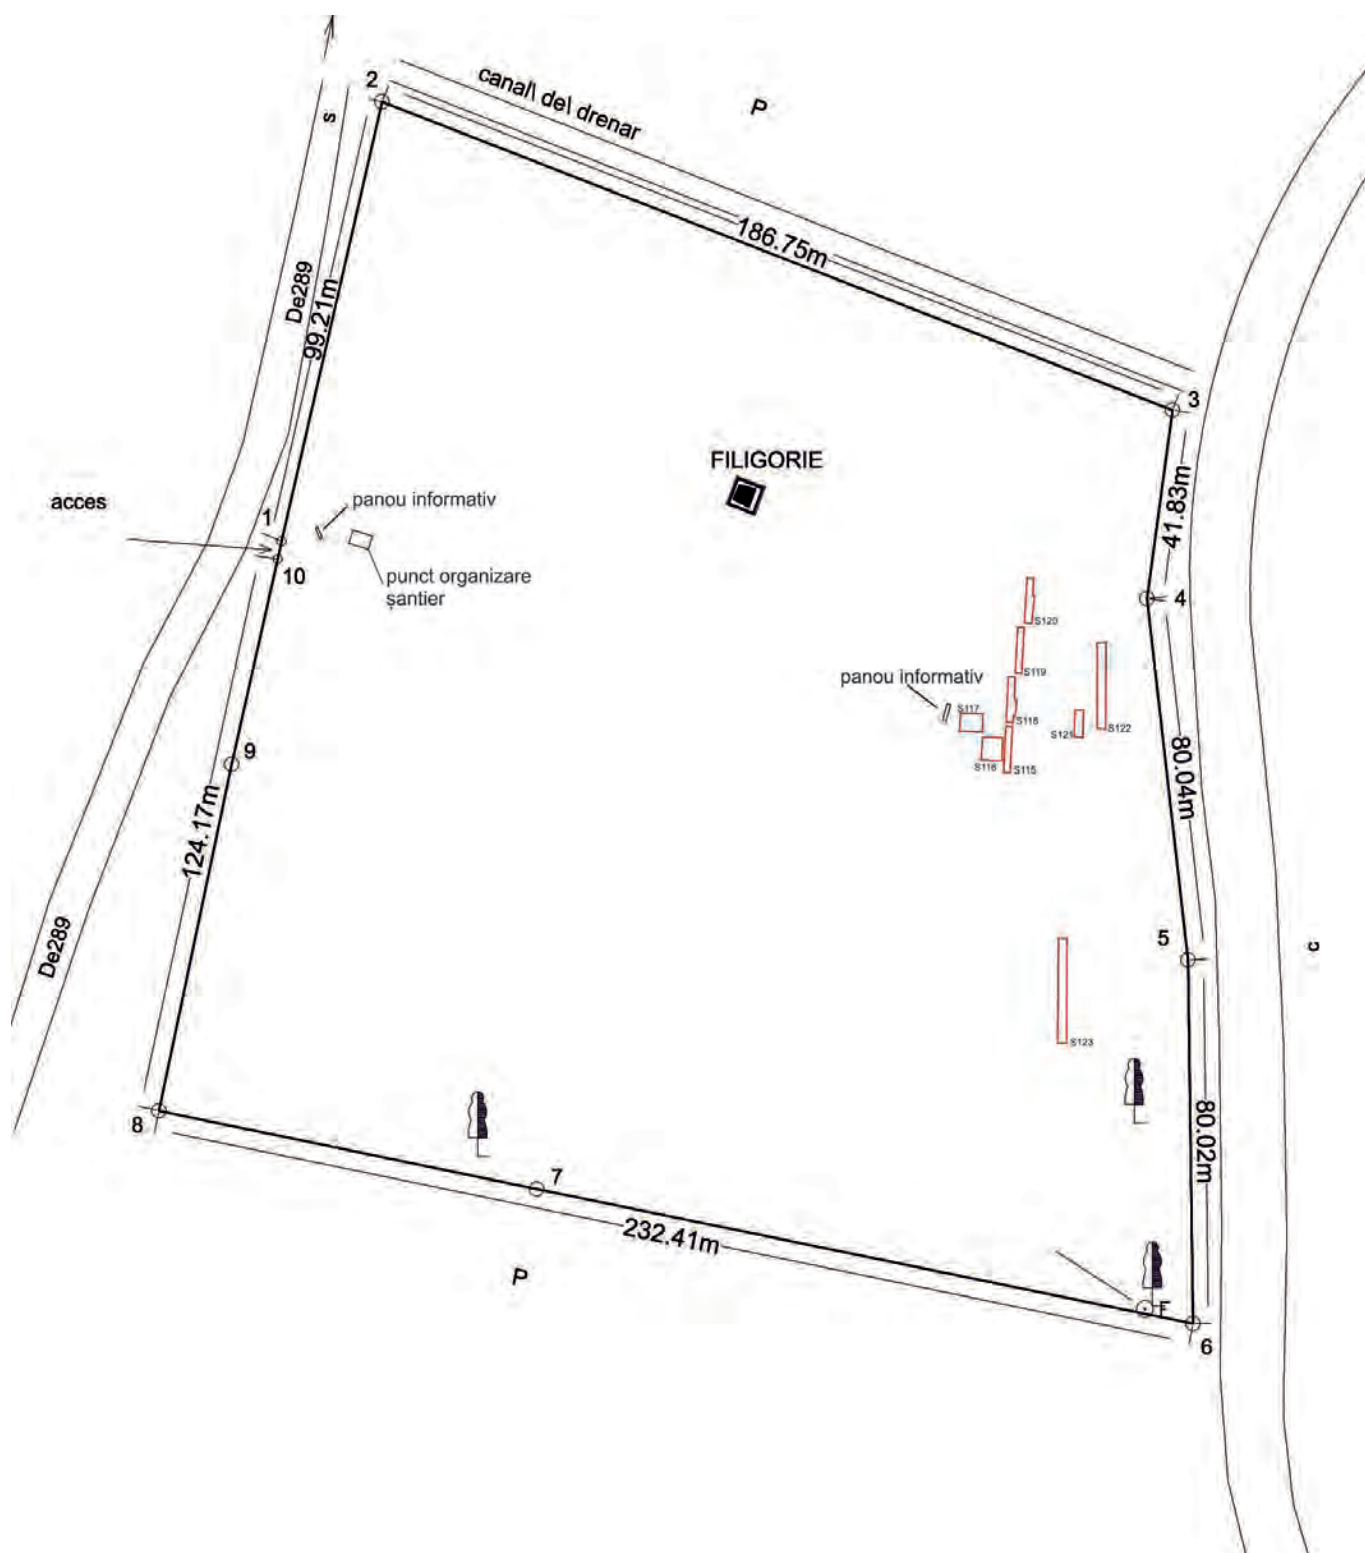 2
canal\ de\ drenar
P
s
186.75m
De289
99.21m
3
FILIGORIE
41.83m
acces
panou informativ
1
10
punct organizare
șantier
4
S120
S119
panou informativ
S117
S118
S121
S122
S116
S115
9
80.04m
124.17m
5
c
De289
S123
8
80.02m
7
232.41m
P
F
6